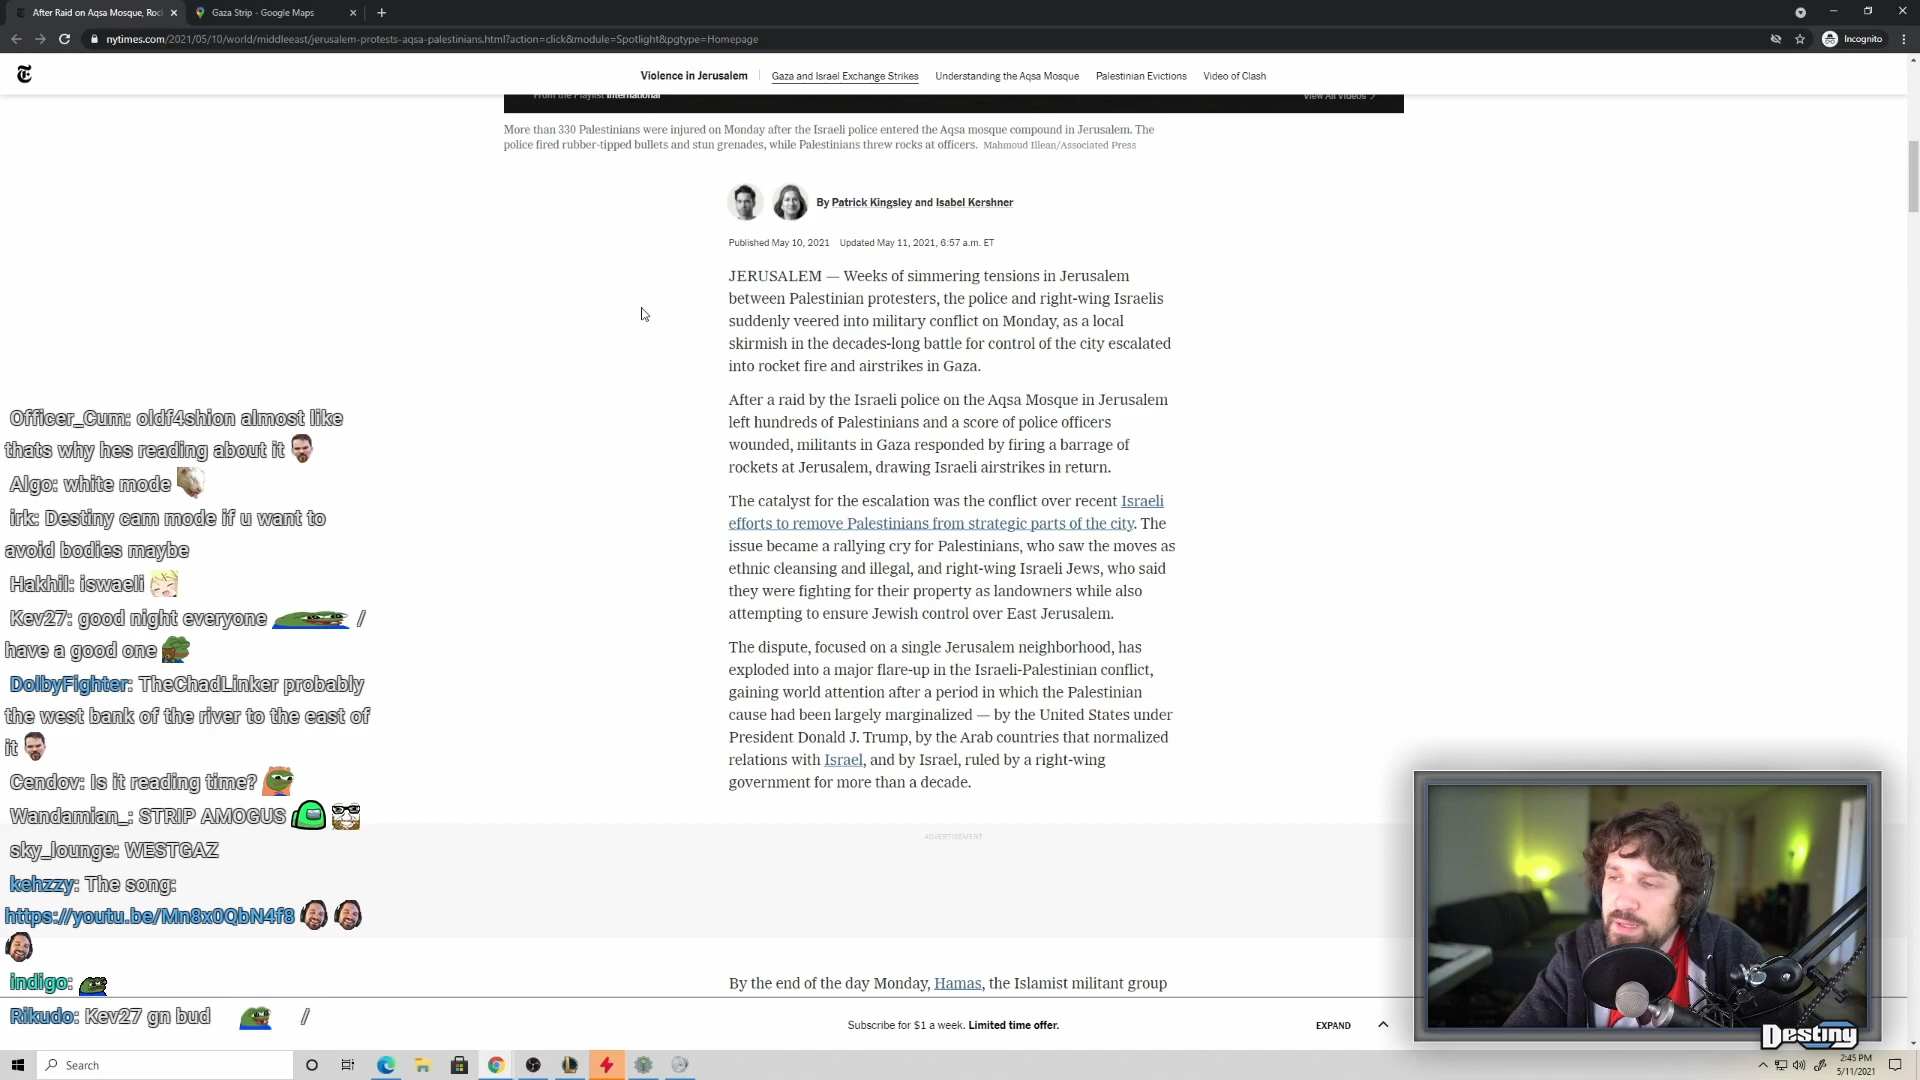 After Raid on Aqsa Mosque, Roc
Gaza Strip - Google Maps
nytimes.com/2021/05/10/world/middleeast/jerusalem-protests-aqsa-palestinians.html?action=click&module=Spotlight&pgtype=Homepage
Incognito
Violence in Jerusalem
Gaza and Israel Exchange Strikes
Understanding the Aqsa Mosque
Palestinian Evictions
Video of Clash
From the Playlist International
View All Videos
More than 330 Palestinians were injured on Monday after the Israeli police entered the Aqsa mosque compound in Jerusalem. The
police fired rubber-tipped bullets and stun grenades, while Palestinians threw rocks at officers. Mahmoud Illean/Associated Press
By Patrick Kingsley and Isabel Kershner
Published May 10, 2021 Updated May 11, 2021, 6:57 a.m. ET
JERUSALEM — Weeks of simmering tensions in Jerusalem
between Palestinian protesters, the police and right-wing Israelis
suddenly veered into military conflict on Monday, as a local
skirmish in the decades-long battle for control of the city escalated
into rocket fire and airstrikes in Gaza.
After a raid by the Israeli police on the Aqsa Mosque in Jerusalem
left hundreds of Palestinians and a score of police officers
wounded, militants in Gaza responded by firing a barrage of
rockets at Jerusalem, drawing Israeli airstrikes in return.
The catalyst for the escalation was the conflict over recent Israeli
efforts to remove Palestinians from strategic parts of the city. The
issue became a rallying cry for Palestinians, who saw the moves as
ethnic cleansing and illegal, and right-wing Israeli Jews, who said
they were fighting for their property as landowners while also
attempting to ensure Jewish control over East Jerusalem.
The dispute, focused on a single Jerusalem neighborhood, has
exploded into a major flare-up in the Israeli-Palestinian conflict,
gaining world attention after a period in which the Palestinian
cause had been largely marginalized — by the United States under
President Donald J. Trump, by the Arab countries that normalized
relations with Israel, and by Israel, ruled by a right-wing
government for more than a decade.
ADVERTISEMENT
By the end of the day Monday, Hamas, the Islamist militant group
Subscribe for $1 a week. Limited time offer.
EXPAND
Officer_Cum: oldf4shion almost like
thats why hes reading about it
Algo: white mode
irk: Destiny cam mode if u want to
avoid bodies maybe
Hakhil: iswaeli
Kev27: good night everyone /
have a good one
DolbyFighter: TheChadLinker probably
the west bank of the river to the east of
it
Cendov: Is it reading time?
Wandamian_: STRIP AMOGUS
sky_lounge: WESTGAZ
kehzzy: The song:
https://youtu.be/Mn8x0QbN4f8
indigo:
Rikudo: Kev27 gn bud /
Destiny
Search
2:45 PM
5/11/2021